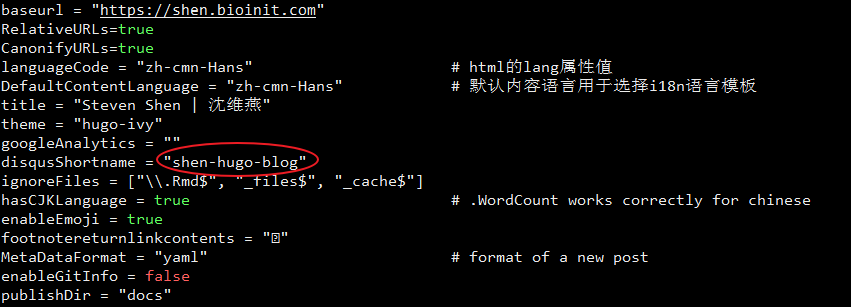 baseurl = "https://shen.bioinit.com"
RelativeURLs=true
CanonifyURLs=true
languageCode = "zh-cmn-Hans" # html的lang属性值
DefaultContentLanguage = "zh-cmn-Hans" # 默认内容语言用于选择i18n语言模板
title = "Steven Shen | 沈维燕"
theme = "hugo-ivy"
googleAnalytics = ""
disqusShortname = "shen-hugo-blog"
ignoreFiles = ["\\.Rmd$", "_files$", "_cache$"]
hasCJKLanguage = true # .WordCount works correctly for chinese
enableEmoji = true
footnotereturnlinkcontents = ""
MetaDataFormat = "yaml" # format of a new post
enableGitInfo = false
publishDir = "docs"